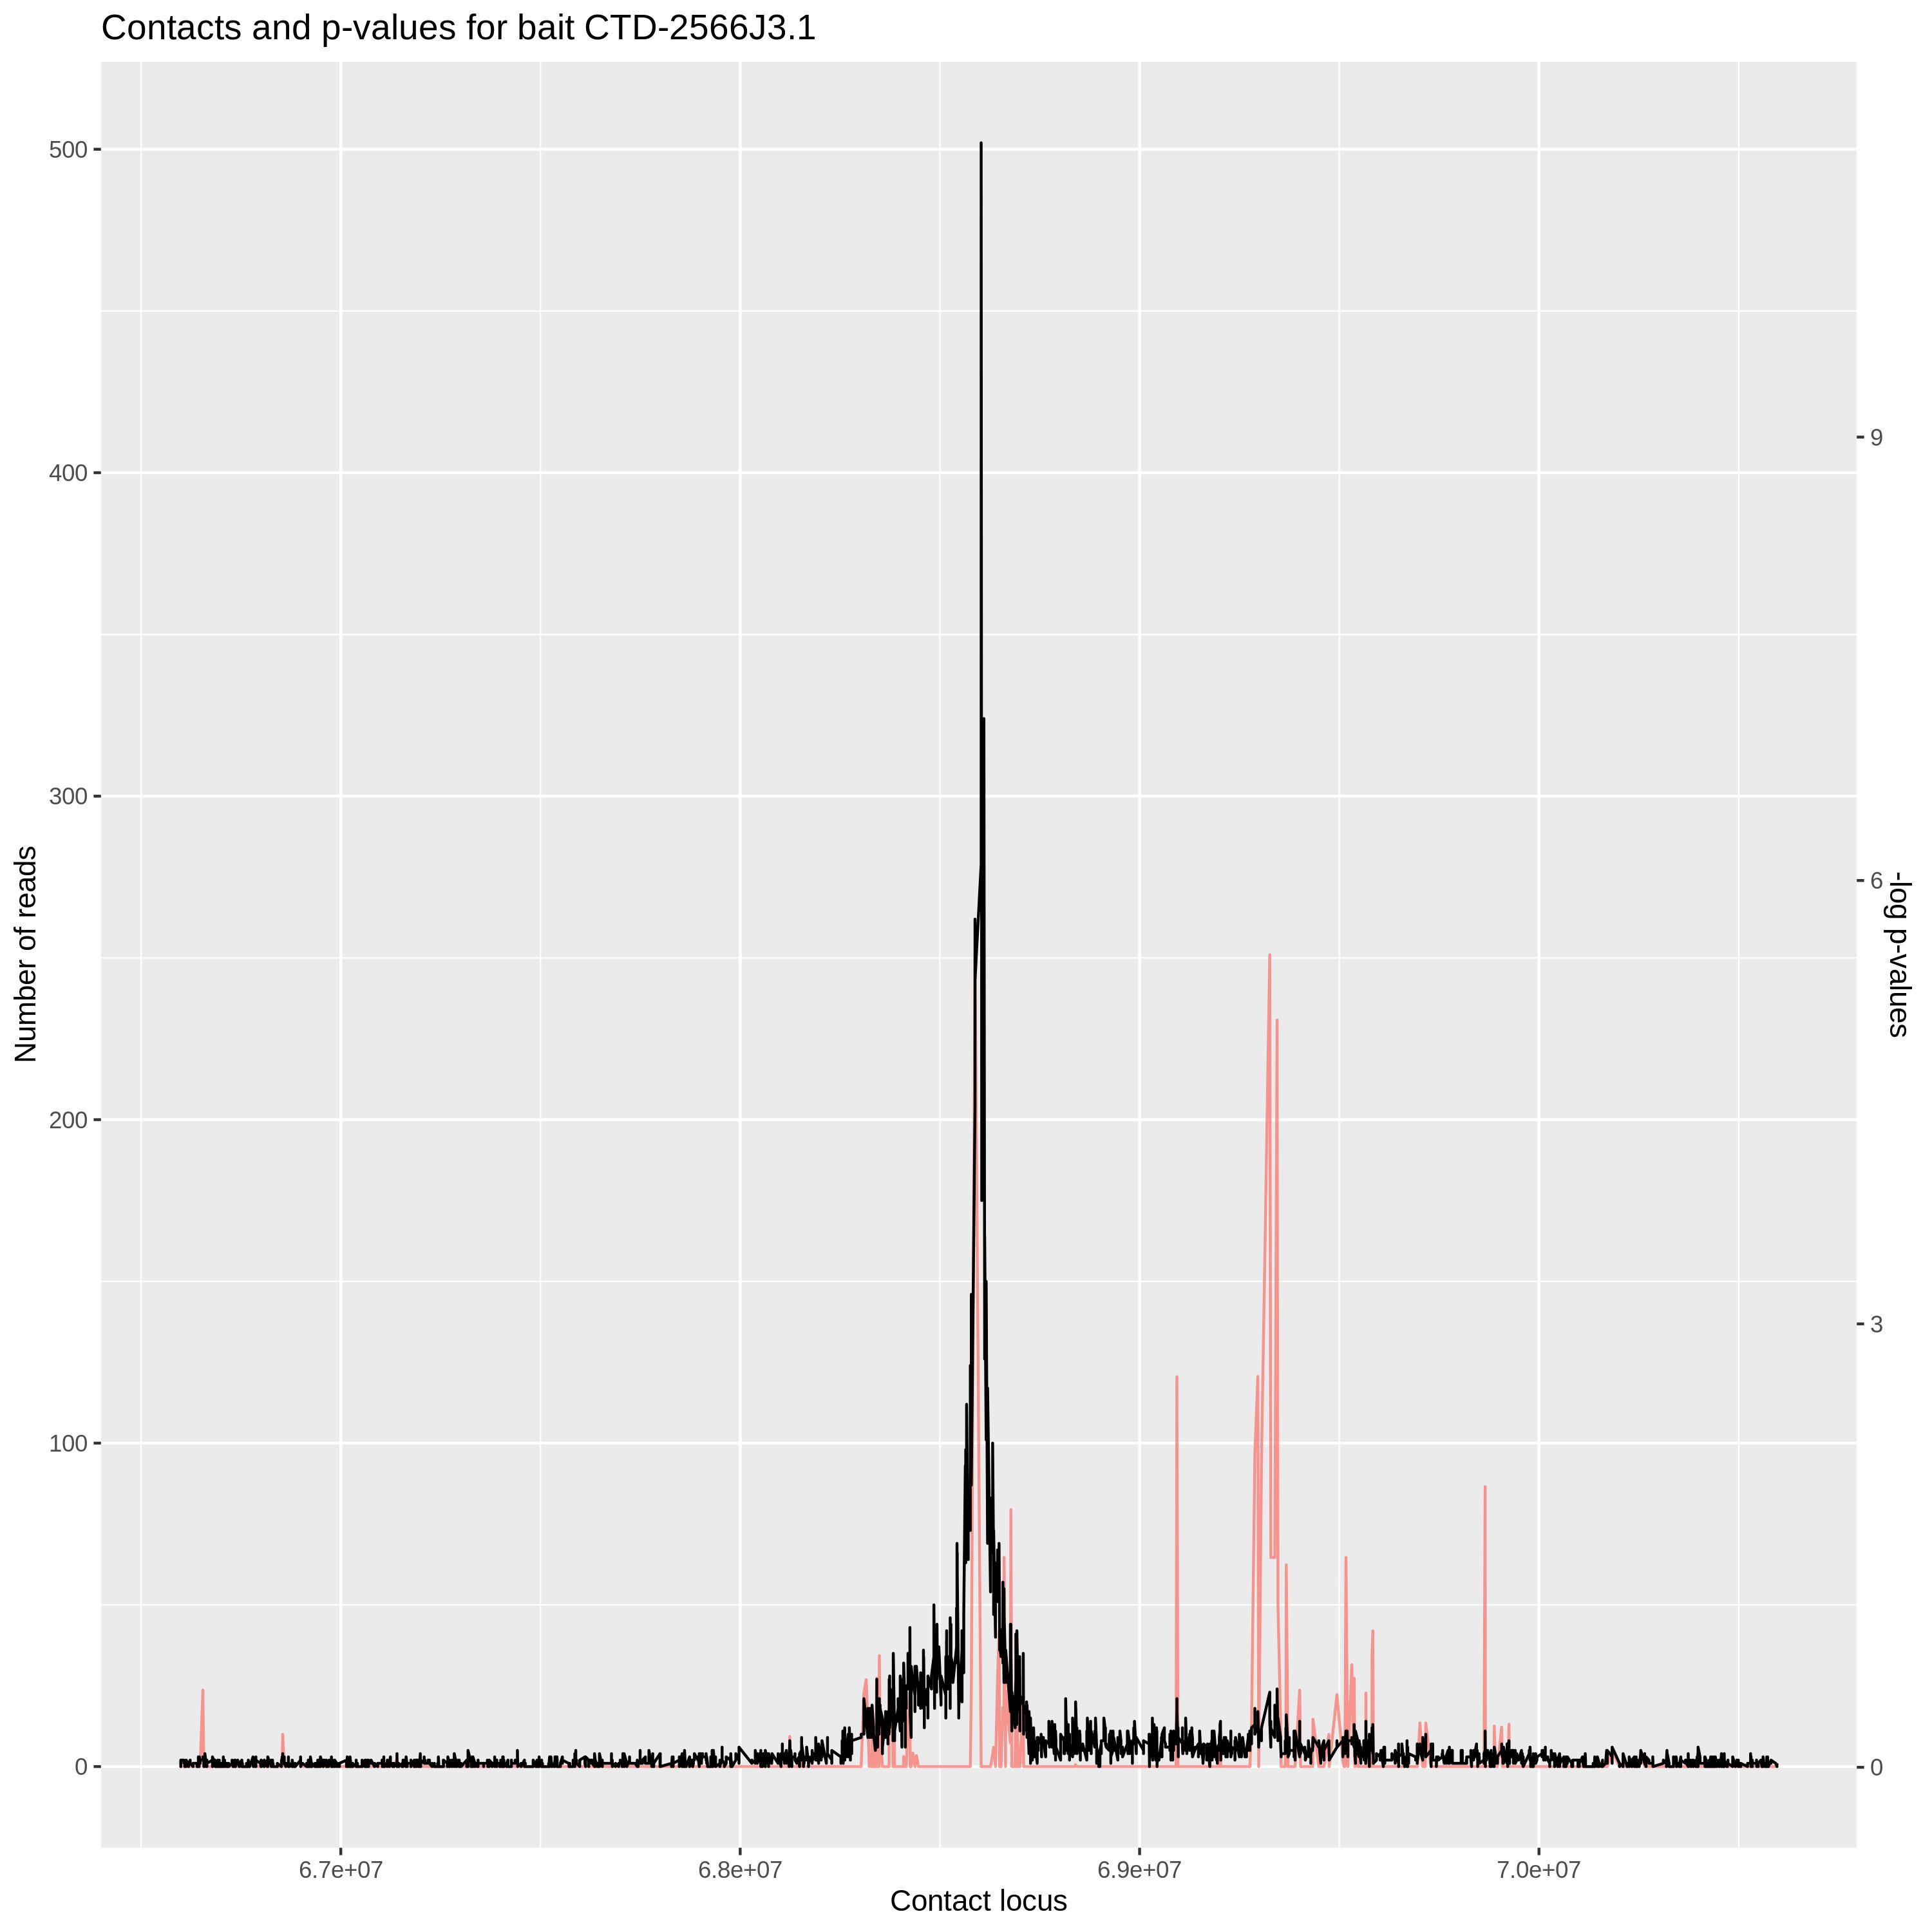 Contacts and p-values for bait CTD-2566J3.1
500
400
300
200
100
0
Number of reads
9
6
3
0
-log p-values
6.7e+07
6.8e+07
6.9e+07
7.0e+07
Contact locus